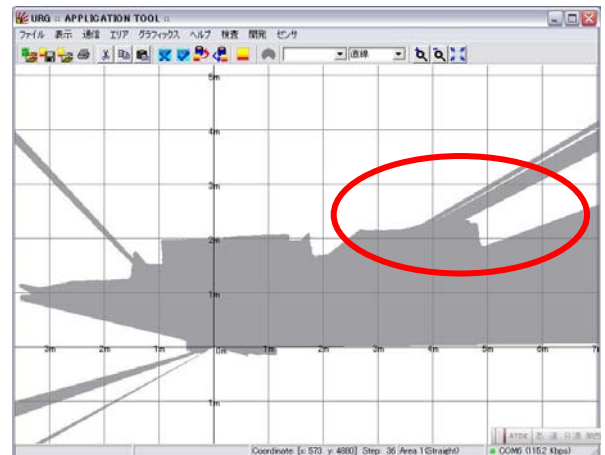 URG :: APPLICATION TOOL ::
ファイル 表示 通信 エリア グラフィックス ヘルプ 検査 開発 センサ
直線
5m
4m
3m
2m
1m
3m 2m 1m 0m 1m 2m 3m 4m 5m 6m 7m
1m
Coordinate [x: 573 y: 4880] Step: 36 Area 1(Straight) COM6 (115.2 Kbps)